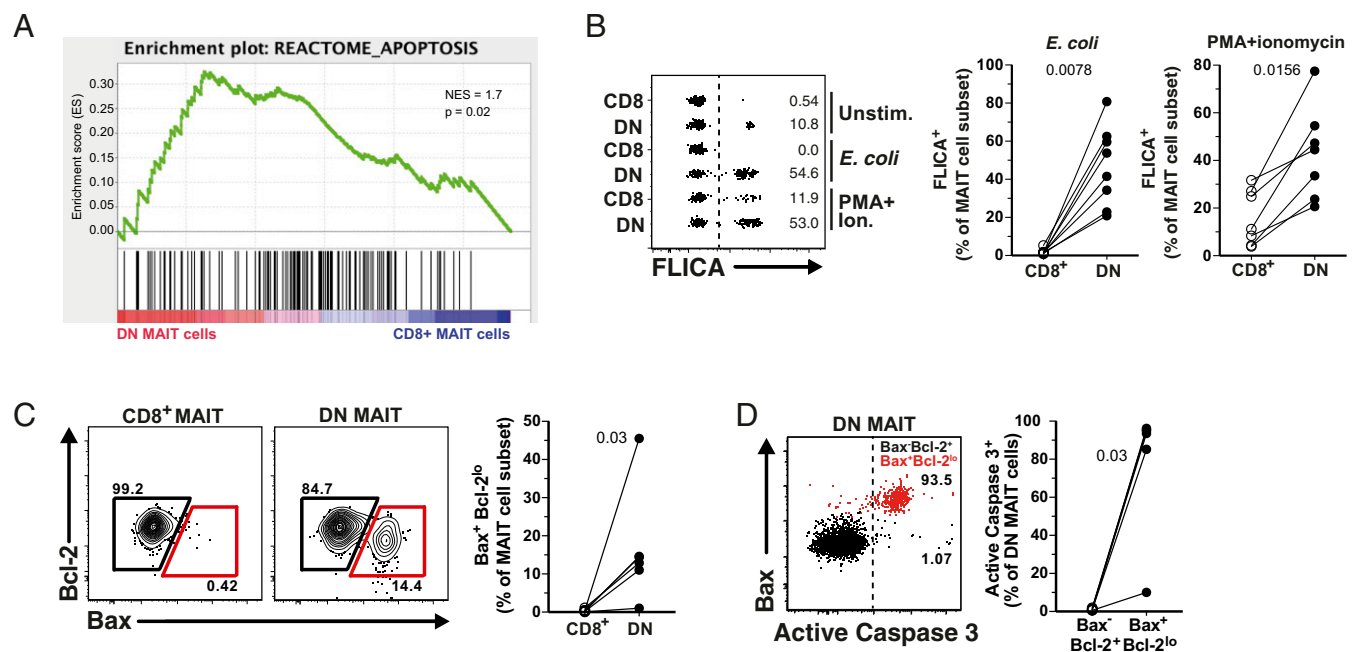 A
Enrichment plot: REACTOME_APOPTOSIS
Enrichment score (ES)
0.30
0.25
0.20
0.15
0.10
0.05
0.00
NES = 1.7
p = 0.02
DN MAIT cells
CD8+ MAIT cells
B
CD8
DN
CD8
DN
CD8
DN
0.54
10.8
0.0
54.6
11.9
53.0
Unstim.
E. coli
PMA+
Ion.
FLICA
E. coli
0.0078
FLICA+
(% of MAIT cell subset)
100
80
60
40
20
0
CD8+
DN
PMA+ionomycin
0.0156
FLICA+
(% of MAIT cell subset)
80
60
40
20
0
CD8+
DN
C
CD8+ MAIT
DN MAIT
99.2
0.42
84.7
14.4
Bcl-2
Bax
Bax+ Bcl-2lo
(% of MAIT cell subset)
50
40
30
20
10
0
0.03
CD8+
DN
D
DN MAIT
Bax-Bcl-2+
Bax+Bcl-2lo
93.5
1.07
Bax
Active Caspase 3
Active Caspase 3+
(% of DN MAIT cells)
100
80
60
40
20
0
0.03
Bax- Bax+
Bcl-2+ Bcl-2lo